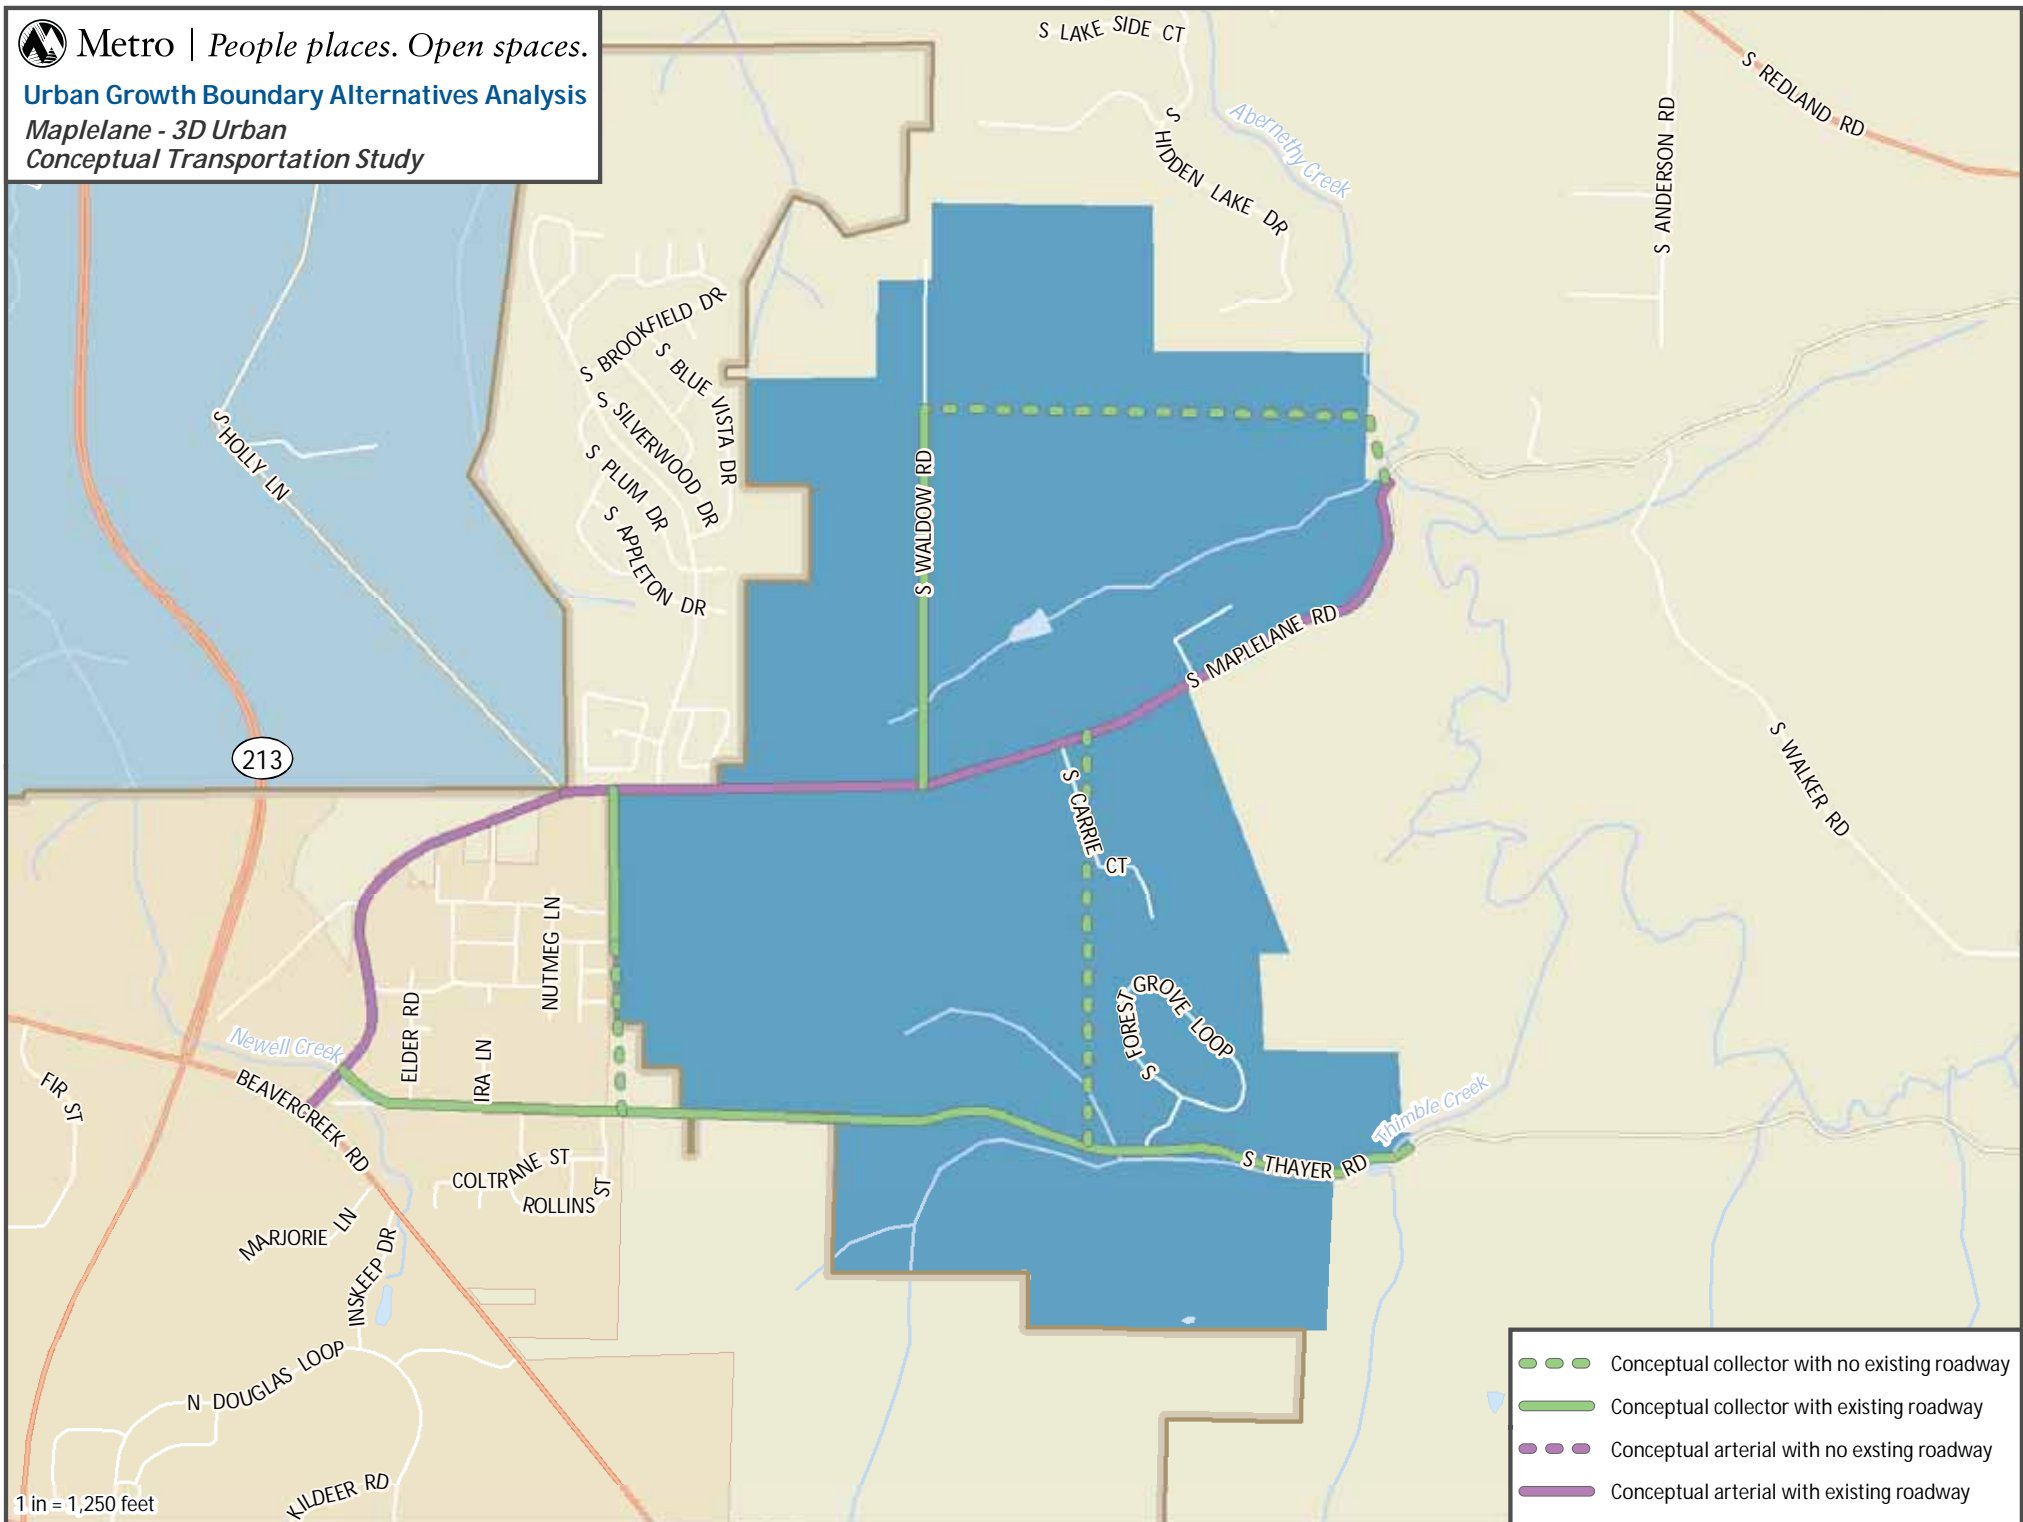 Metro | People places. Open spaces.
Urban Growth Boundary Alternatives Analysis
Maplelane - 3D Urban
Conceptual Transportation Study
S LAKE SIDE CT
S REDLAND RD
Abernethy Creek
S HIDDEN LAKE DR
S ANDERSON RD
S BROOKFIELD DR
S BLUE VISTA DR
S SILVERWOOD DR
S PLUM DR
S APPLETON DR
S HOLLY LN
S WALDOW RD
S MAPLELANE RD
213
S CARRIE CT
S WALKER RD
NUTMEG LN
ELDER RD
IRA LN
Newell Creek
BEAVERCREEK RD
FIR ST
S FOREST GROVE LOOP
Thimble Creek
S THAYER RD
COLTRANE ST
ROLLINS ST
MARJORIE LN
INSKEEP DR
N DOUGLAS LOOP
KILDEER RD
1 in = 1,250 feet
Conceptual collector with no existing roadway
Conceptual collector with existing roadway
Conceptual arterial with no exsting roadway
Conceptual arterial with existing roadway